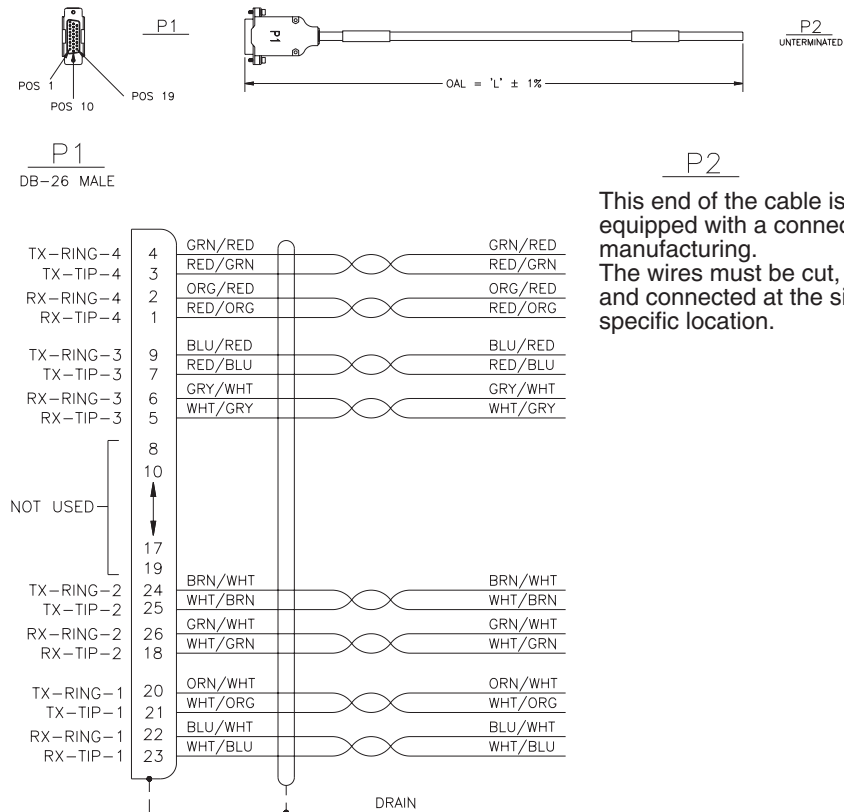 P1
P1
P2
UNTERMINATED
POS 1
POS 10
POS 19
OAL = 'L' ± 1%
P1
DB-26 MALE
P2
This end of the cable is
equipped with a connec
manufacturing.
The wires must be cut,
and connected at the si
specific location.
TX-RING-4 4 GRN/RED GRN/RED
TX-TIP-4 3 RED/GRN RED/GRN
RX-RING-4 2 ORG/RED ORG/RED
RX-TIP-4 1 RED/ORG RED/ORG
TX-RING-3 9 BLU/RED BLU/RED
TX-TIP-3 7 RED/BLU RED/BLU
RX-RING-3 6 GRY/WHT GRY/WHT
RX-TIP-3 5 WHT/GRY WHT/GRY
8
10
NOT USED
17
19
TX-RING-2 24 BRN/WHT BRN/WHT
TX-TIP-2 25 WHT/BRN WHT/BRN
RX-RING-2 26 GRN/WHT GRN/WHT
RX-TIP-2 18 WHT/GRN WHT/GRN
TX-RING-1 20 ORN/WHT ORN/WHT
TX-TIP-1 21 WHT/ORG WHT/ORG
RX-RING-1 22 BLU/WHT BLU/WHT
RX-TIP-1 23 WHT/BLU WHT/BLU
DRAIN